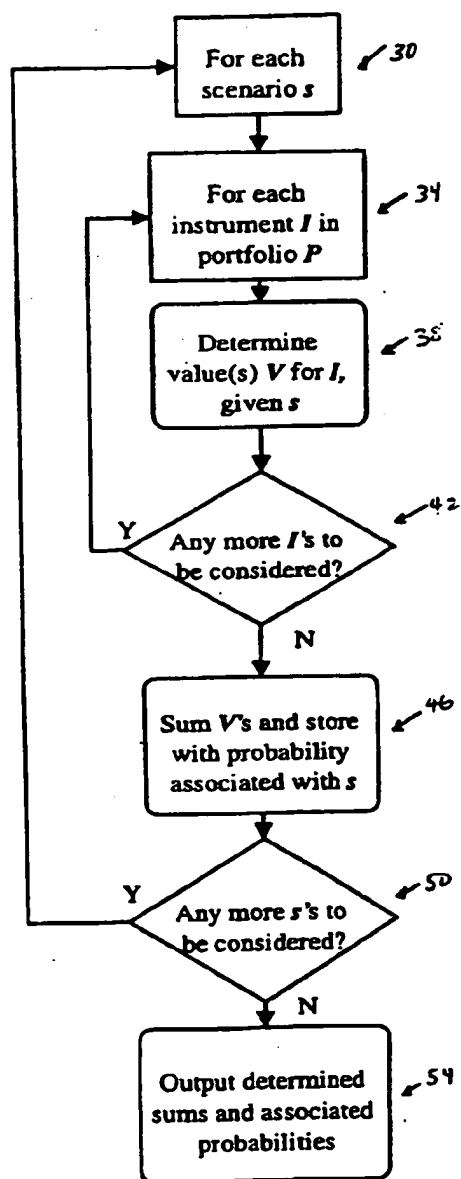 For each
scenario s
30
For each
instrument I in
portfolio P
34
Determine
value(s) V for I,
given s
38
Y
Any more I's to
be considered?
42
N
Sum V's and store
with probability
associated with s
46
Y
Any more s's to
be considered?
50
N
Output determined
sums and associated
probabilities
54